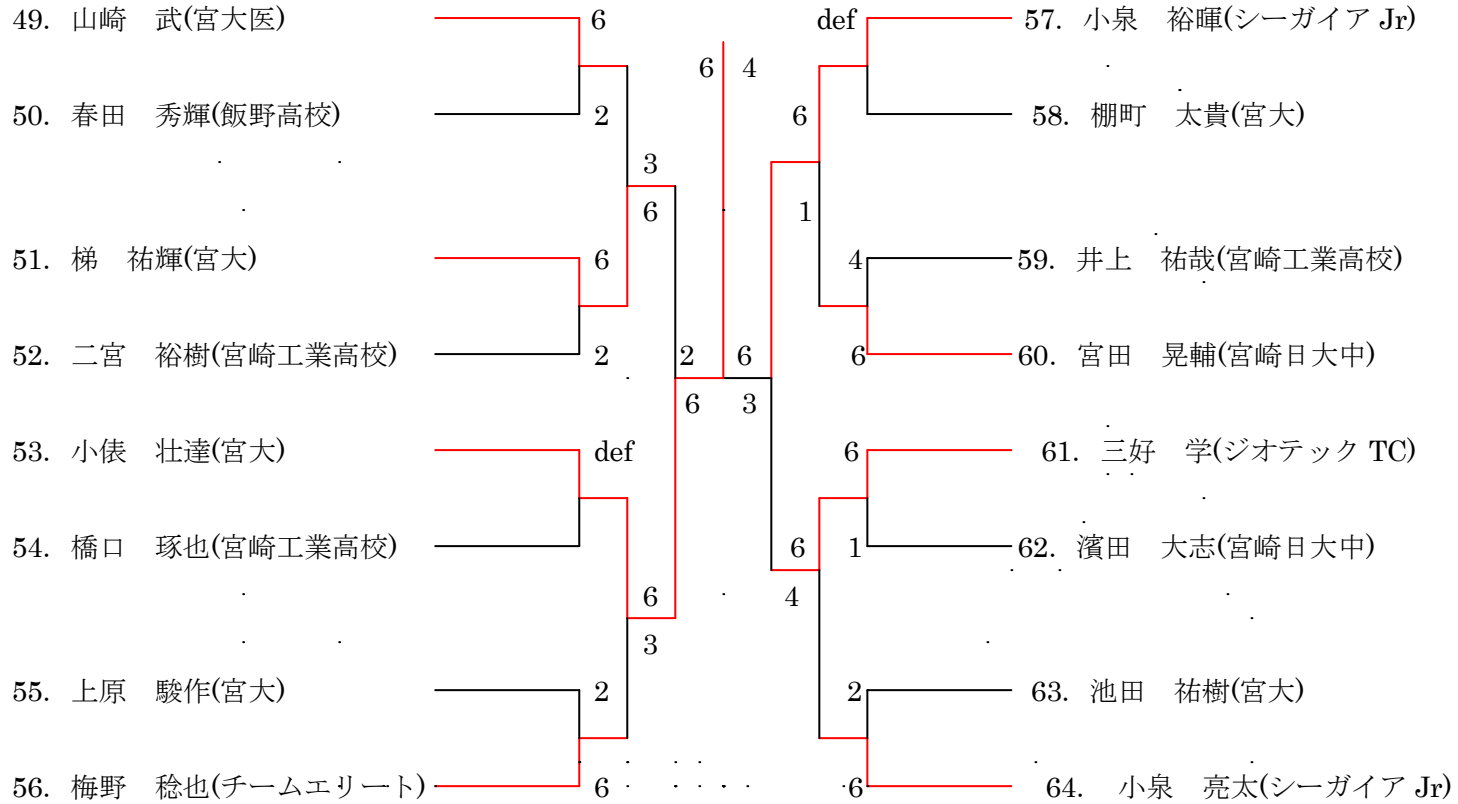 49. 山崎　武(宮大医) 6 def 57. 小泉　裕暉(シーガイア Jr)
6 4
50. 春田　秀輝(飯野高校) 2 6 58. 棚町　太貴(宮大)
3
6 1
51. 梯　祐輝(宮大) 6 4 59. 井上　祐哉(宮崎工業高校)
52. 二宮　裕樹(宮崎工業高校) 2 2 6 6 60. 宮田　晃輔(宮崎日大中)
6 3
53. 小俵　壮達(宮大) def 6 61. 三好　学(ジオテック TC)
54. 橋口　琢也(宮崎工業高校) 6 1 62. 濱田　大志(宮崎日大中)
6 4
3
55. 上原　駿作(宮大) 2 2 63. 池田　祐樹(宮大)
56. 梅野　稔也(チームエリート) 6 6 64. 小泉　亮太(シーガイア Jr)